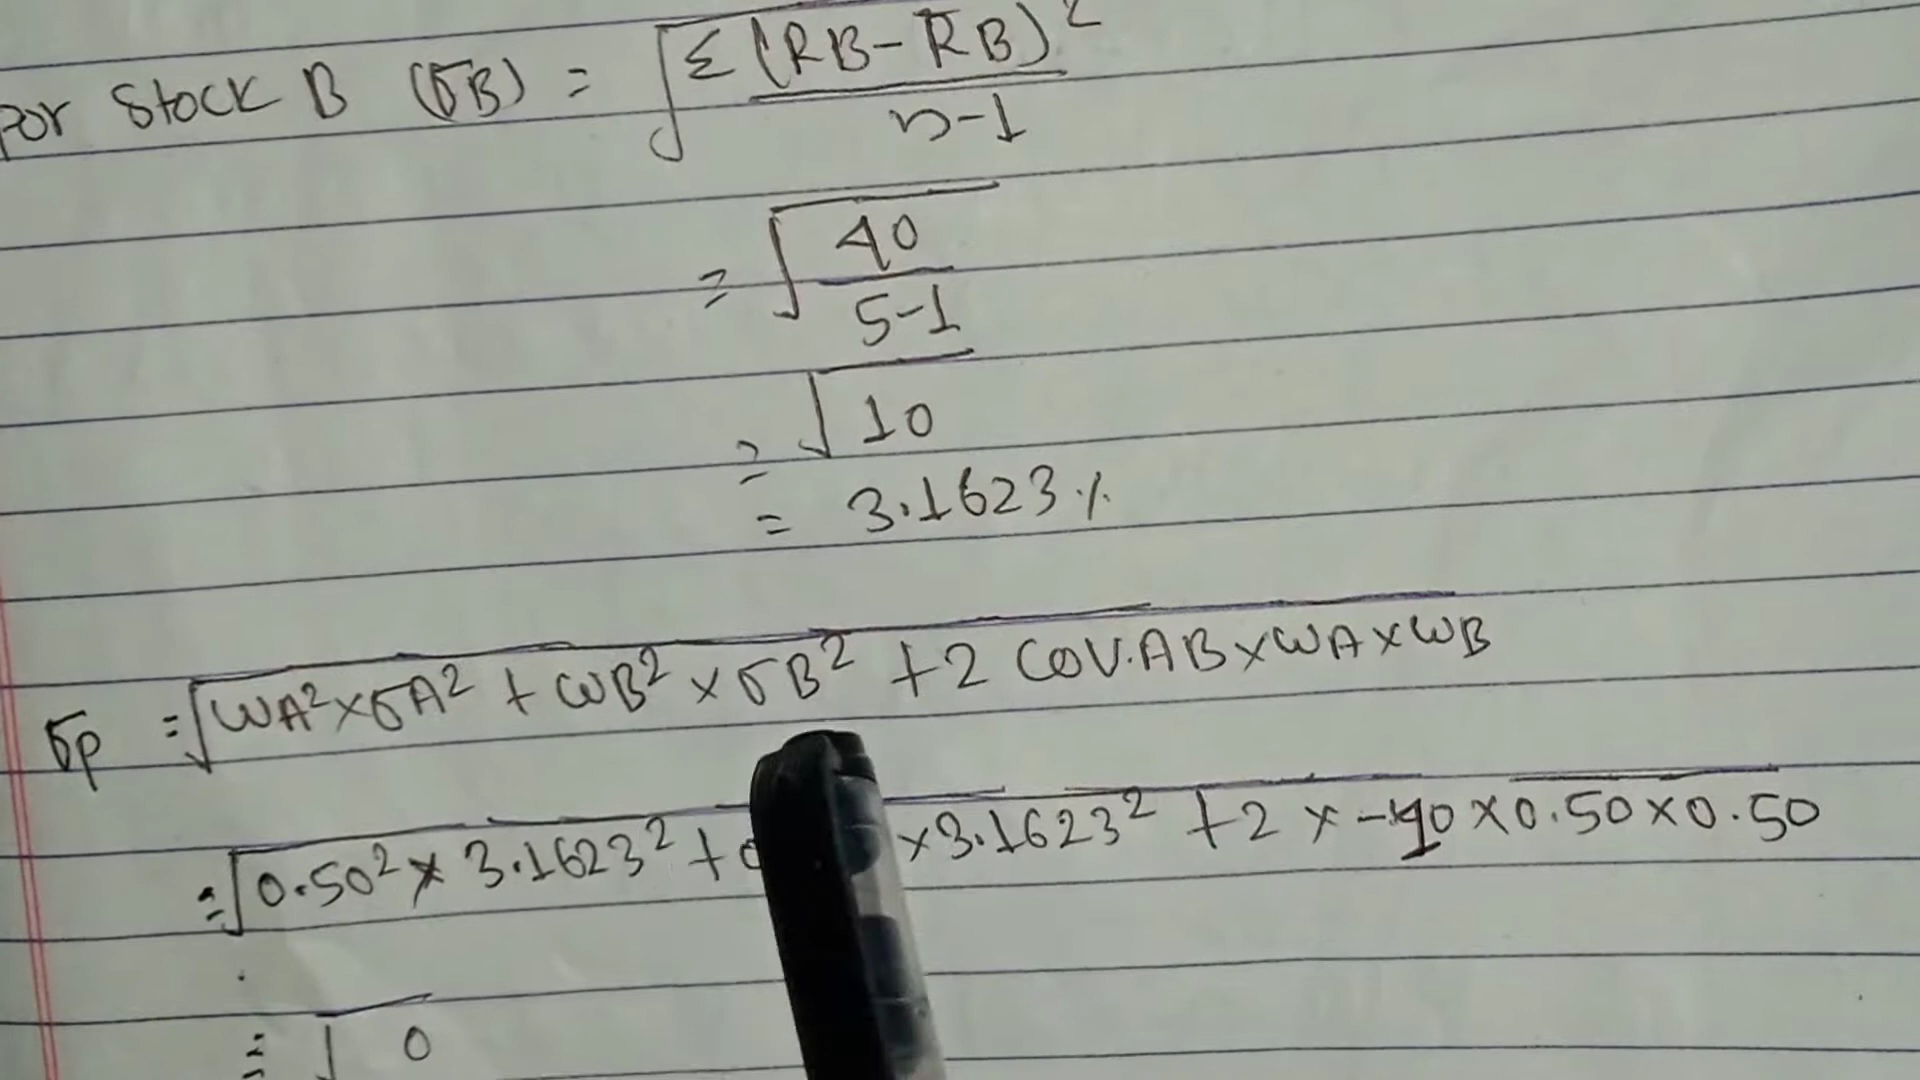 For Stock B (σB) = √Σ(RB-R̄B)²
n-1
= √40
5-1
= √10
= 3.1623%
σp = √WA²×σA² + WB²×σB² +2 COV.AB×WA×WB
= √0.50²×3.1623²+ ×3.1623² +2×-10×0.50×0.50
= √0